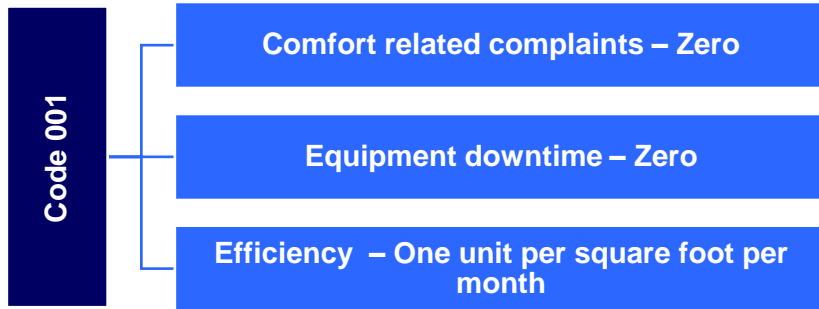 Code 001
Comfort related complaints – Zero
Equipment downtime – Zero
Efficiency – One unit per square foot per
month